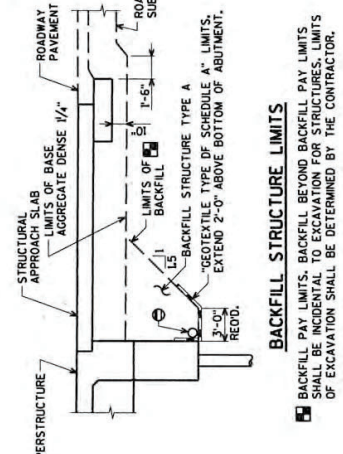 ROADWAY
PAVEMENT
STRUCTURAL
APPROACH SLAB
LIMITS OF BASE
AGGREGATE DENSE 1¼"
10"
1'-6"
LIMITS OF
BACKFILL
BACKFILL STRUCTURE TYPE A
"GEOTEXTILE TYPE DF SCHEDULE A" LIMITS.
EXTEND 2'-0" ABOVE BOTTOM OF ABUTMENT.
1
1.5
3'-0"
REQ'D.
BACKFILL STRUCTURE LIMITS
BACKFILL PAY LIMITS. BACKFILL BEYOND BACKFILL PAY LIMITS
SHALL BE INCIDENTAL TO EXCAVATION FOR STRUCTURES. LIMITS
OF EXCAVATION SHALL BE DETERMINED BY THE CONTRACTOR.